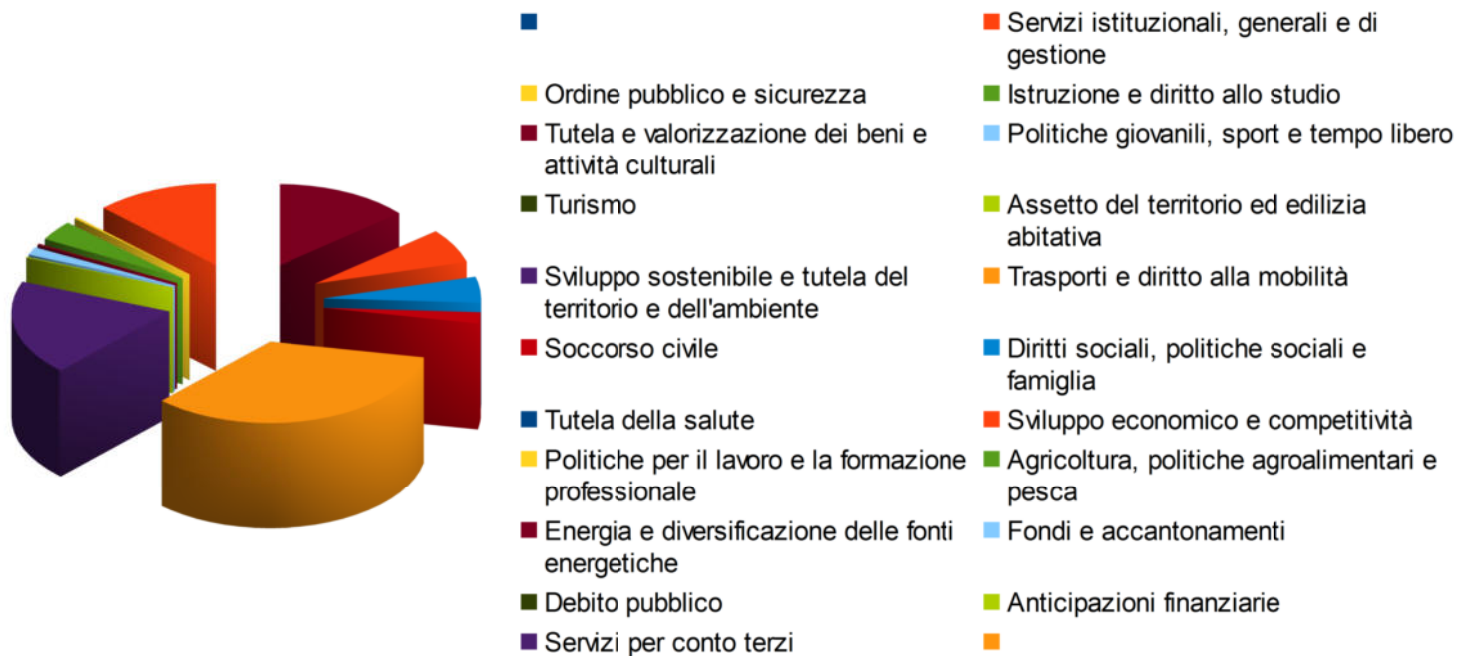 Servizi istituzionali, generali e di
gestione
Ordine pubblico e sicurezza
Istruzione e diritto allo studio
Tutela e valorizzazione dei beni e
attività culturali
Politiche giovanili, sport e tempo libero
Turismo
Assetto del territorio ed edilizia
abitativa
Sviluppo sostenibile e tutela del
territorio e dell'ambiente
Trasporti e diritto alla mobilità
Soccorso civile
Diritti sociali, politiche sociali e
famiglia
Tutela della salute
Sviluppo economico e competitività
Politiche per il lavoro e la formazione
professionale
Agricoltura, politiche agroalimentari e
pesca
Energia e diversificazione delle fonti
energetiche
Fondi e accantonamenti
Debito pubblico
Anticipazioni finanziarie
Servizi per conto terzi